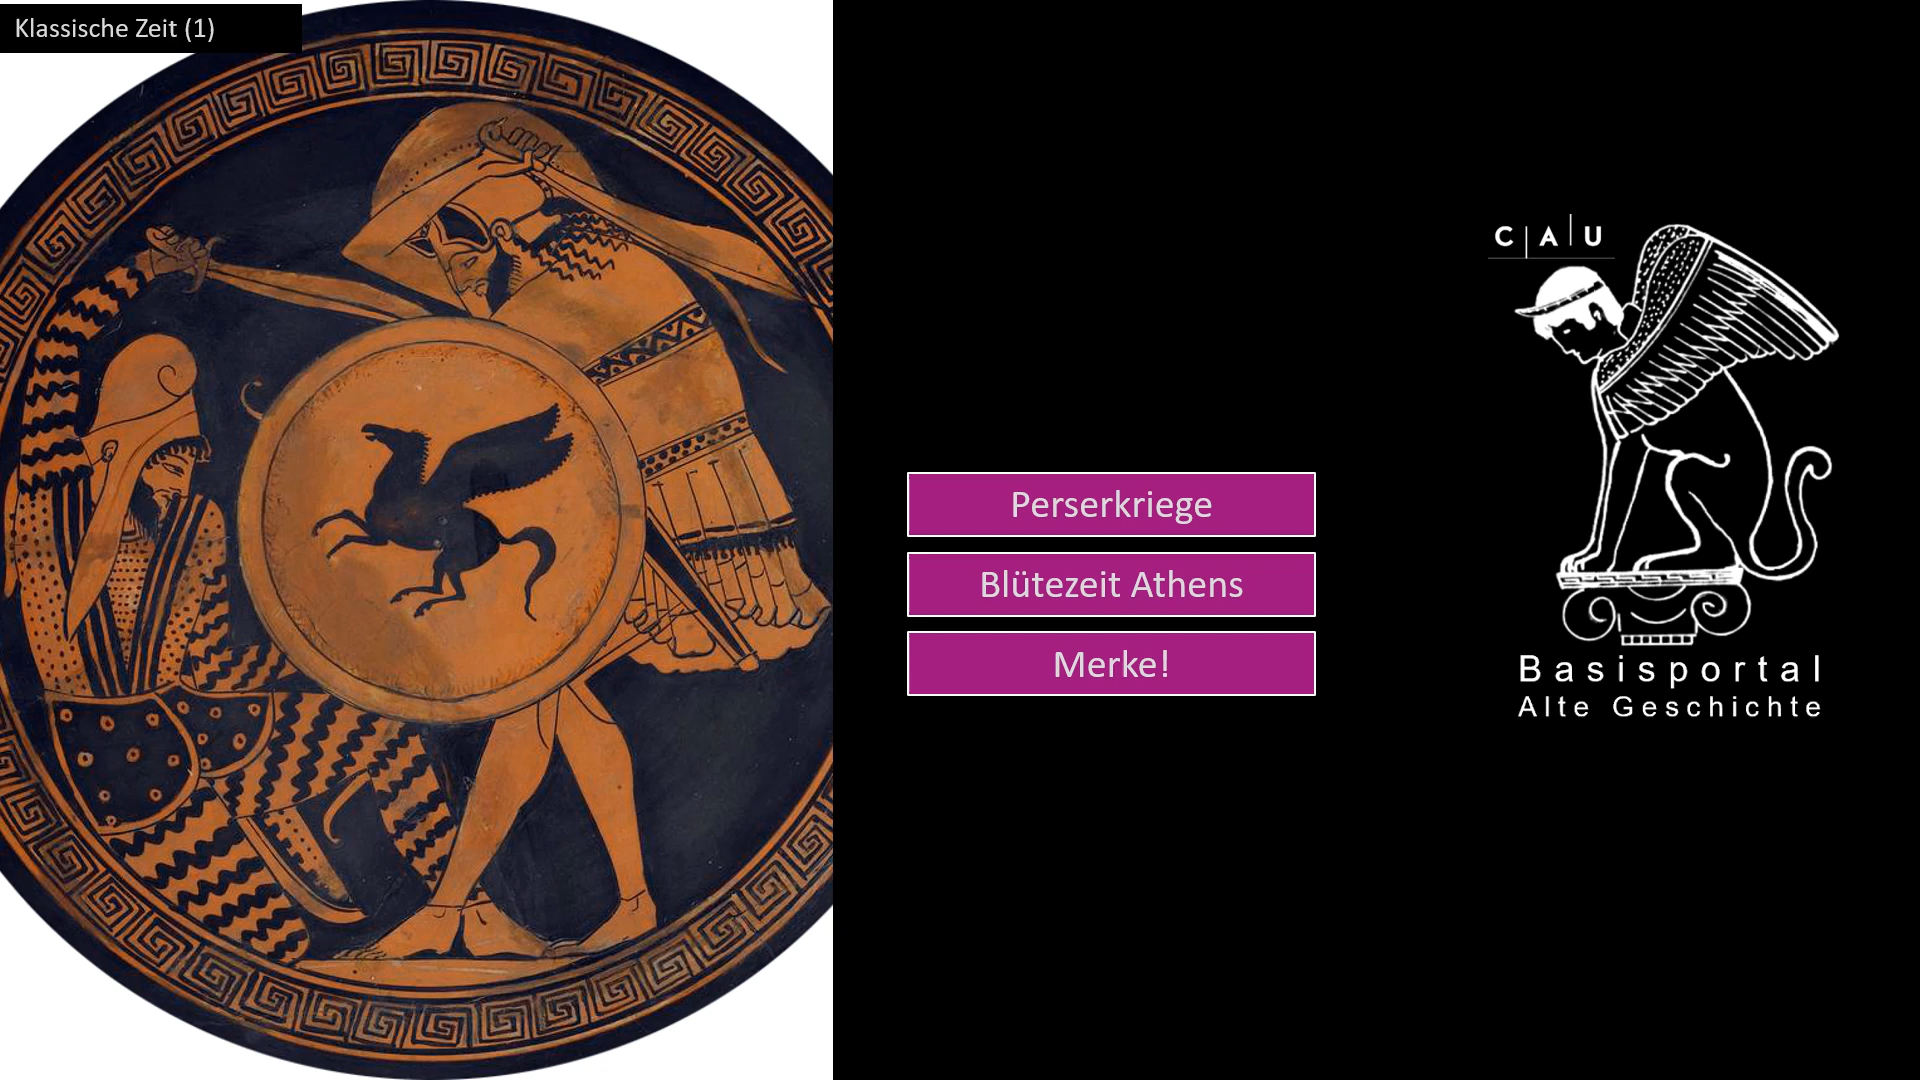 Klassische Zeit (1)
Perserkriege
Blütezeit Athens
Merke!
C A U
Basisportal
Alte Geschichte